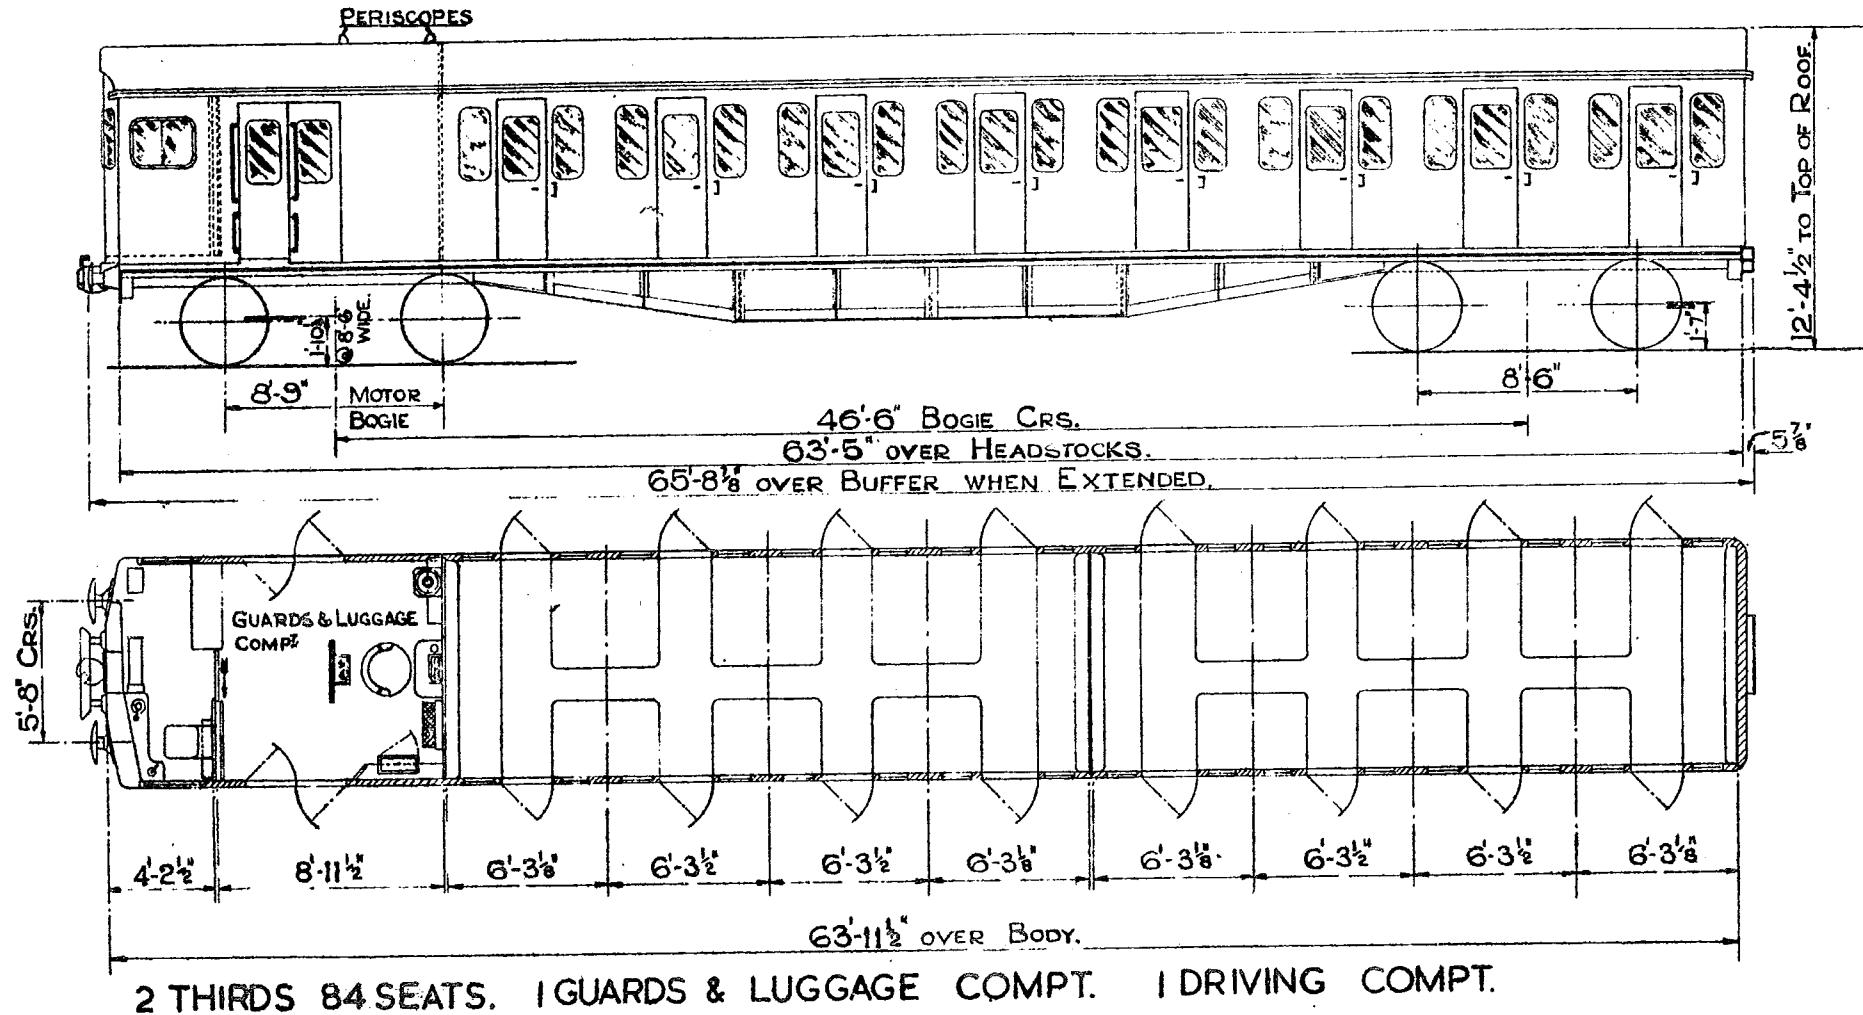 PERISCOPES
12'-4½" TO TOP OF ROOF.
1'-10½"
@ 8'-6"
WIDE.
1'-7"
8'-9"
MOTOR
BOGIE
8'-6"
46'-6" BOGIE CRS.
63'-5" OVER HEADSTOCKS.
5⅞"
65'-8⅞" OVER BUFFER WHEN EXTENDED.
5'-8" CRS.
GUARDS & LUGGAGE
COMPT.
4'-2½"
8'-11½"
6'-3⅛"
6'-3½"
6'-3½"
6'-3⅛"
6'-3⅛"
6'-3½"
6'-3½"
6'-3⅛"
63'-11½" OVER BODY.
2 THIRDS 84 SEATS. 1 GUARDS & LUGGAGE COMPT. 1 DRIVING COMPT.